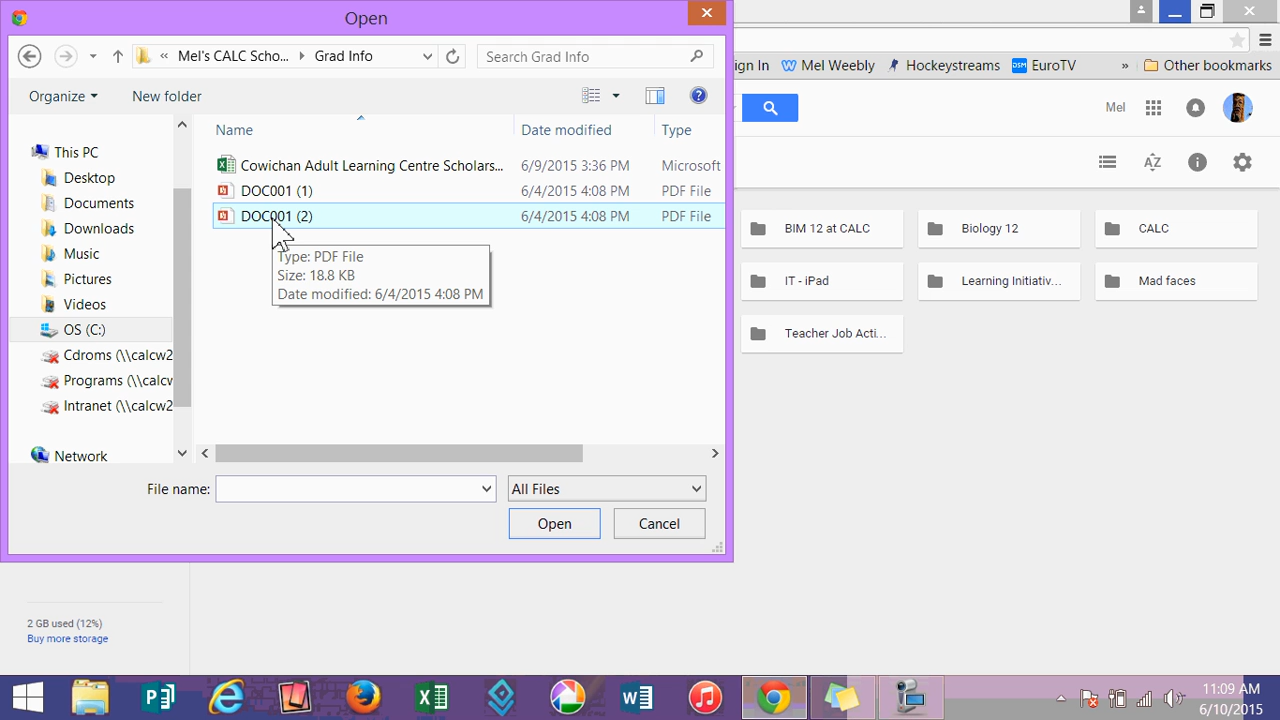 Open
Mel's CALC Scho... Grad Info
Search Grad Info
Organize
New folder
Name
Date modified
Type
This PC
Desktop
Documents
Downloads
Music
Pictures
Videos
OS (C:)
Cdroms (\\calcw2
Programs (\\calcw
Intranet (\\calcw2
Network
Cowichan Adult Learning Centre Scholars... 6/9/2015 3:36 PM Microsoft
DOC001 (1) 6/4/2015 4:08 PM PDF File
DOC001 (2) 6/4/2015 4:08 PM PDF File
Type: PDF File
Size: 18.8 KB
Date modified: 6/4/2015 4:08 PM
File name:
All Files
Open
Cancel
ign In Mel Weebly Hockeystreams EuroTV » Other bookmarks
Mel
BIM 12 at CALC
Biology 12
CALC
IT - iPad
Learning Initiativ...
Mad faces
Teacher Job Acti...
2 GB used (12%)
Buy more storage
11:09 AM
6/10/2015